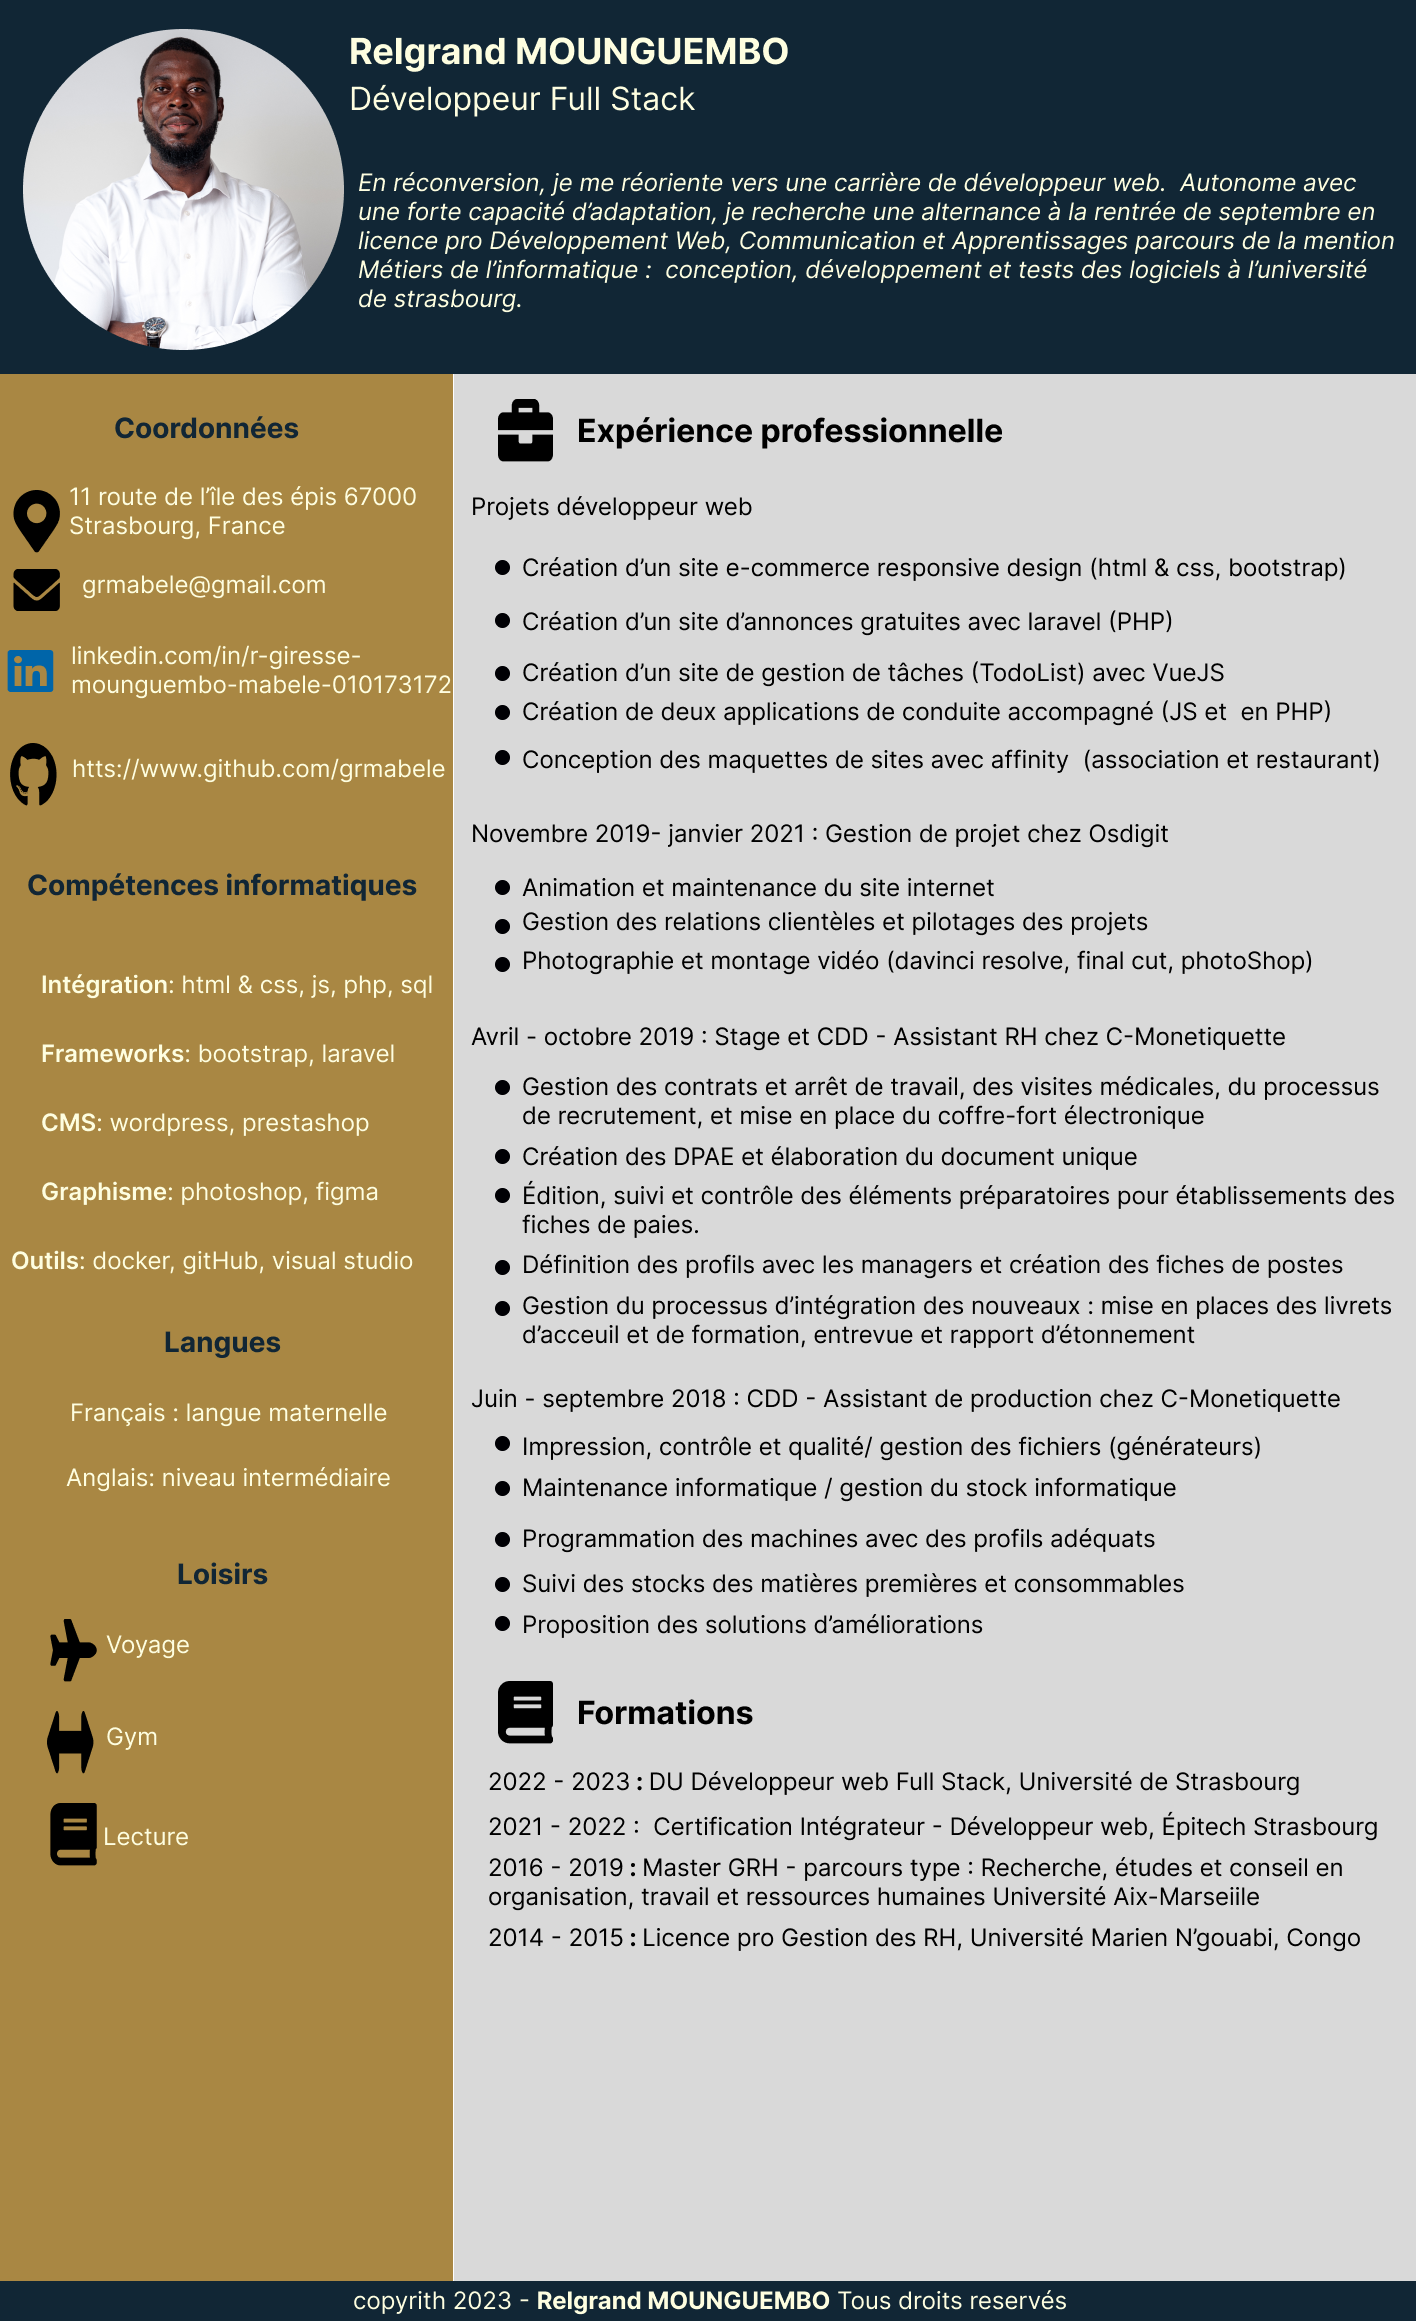 Relgrand MOUNGUEMBO
Développeur Full Stack
En réconversion, je me réoriente vers une carrière de développeur web.  Autonome avec
une forte capacité d’adaptation, je recherche une alternance à la rentrée de septembre en
licence pro Développement Web, Communication et Apprentissages parcours de la mention
Métiers de l’informatique :  conception, développement et tests des logiciels à l’université
de strasbourg.
Coordonnées
11 route de l’île des épis 67000
Strasbourg, France
grmabele@gmail.com
linkedin.com/in/r-giresse-
mounguembo-mabele-010173172
htts://www.github.com/grmabele
Compétences informatiques
Intégration: html & css, js, php, sql
Frameworks: bootstrap, laravel
CMS: wordpress, prestashop
Graphisme: photoshop, figma
Outils: docker, gitHub, visual studio
Langues
Français : langue maternelle
Anglais: niveau intermédiaire
Loisirs
Voyage
Gym
Lecture
Expérience professionnelle
Projets développeur web
Création d’un site e-commerce responsive design (html & css, bootstrap)
Création d’un site d’annonces gratuites avec laravel (PHP)
Création d’un site de gestion de tâches (TodoList) avec VueJS
Création de deux applications de conduite accompagné (JS et  en PHP)
Conception des maquettes de sites avec affinity  (association et restaurant)
Novembre 2019- janvier 2021 : Gestion de projet chez Osdigit
Animation et maintenance du site internet
Gestion des relations clientèles et pilotages des projets
Photographie et montage vidéo (davinci resolve, final cut, photoShop)
Avril - octobre 2019 : Stage et CDD - Assistant RH chez C-Monetiquette
Gestion des contrats et arrêt de travail, des visites médicales, du processus
de recrutement, et mise en place du coffre-fort électronique
Création des DPAE et élaboration du document unique
Édition, suivi et contrôle des éléments préparatoires pour établissements des
fiches de paies.
Définition des profils avec les managers et création des fiches de postes
Gestion du processus d’intégration des nouveaux : mise en places des livrets
d’acceuil et de formation, entrevue et rapport d’étonnement
Juin - septembre 2018 : CDD - Assistant de production chez C-Monetiquette
Impression, contrôle et qualité/ gestion des fichiers (générateurs)
Maintenance informatique / gestion du stock informatique
Programmation des machines avec des profils adéquats
Suivi des stocks des matières premières et consommables
Proposition des solutions d’améliorations
Formations
2022 - 2023 : DU Développeur web Full Stack, Université de Strasbourg
2021 - 2022 :  Certification Intégrateur - Développeur web, Épitech Strasbourg
2016 - 2019 : Master GRH - parcours type : Recherche, études et conseil en
organisation, travail et ressources humaines Université Aix-Marseiile
2014 - 2015 : Licence pro Gestion des RH, Université Marien N’gouabi, Congo
copyrith 2023 - Relgrand MOUNGUEMBO Tous droits reservés